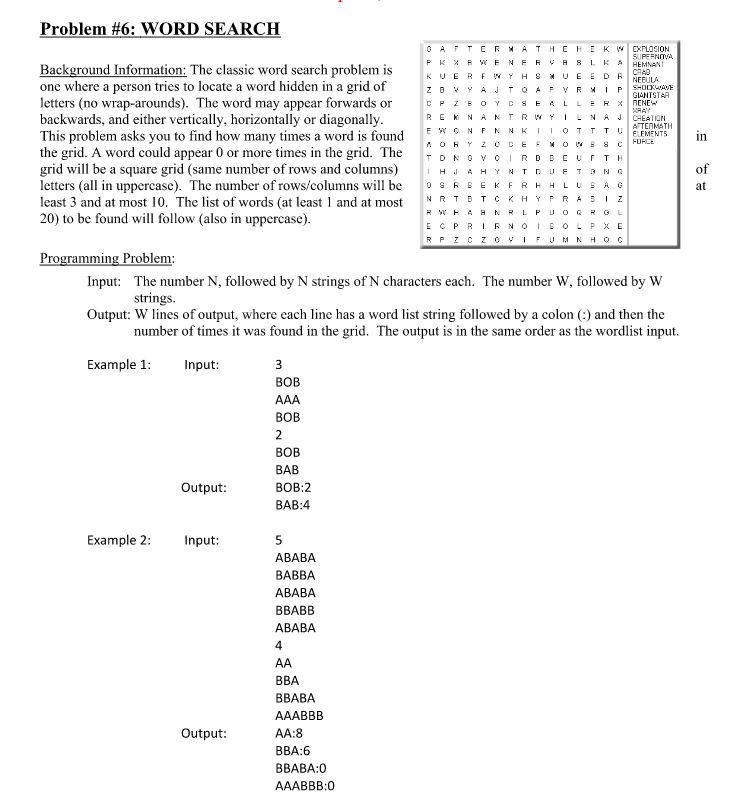 Problem #6: WORD SEARCH
Background Information: The classic word search problem is
one where a person tries to locate a word hidden in a grid of
letters (no wrap-arounds). The word may appear forwards or
backwards, and either vertically, horizontally or diagonally.
This problem asks you to find how many times a word is found in
the grid. A word could appear 0 or more times in the grid. The
grid will be a square grid (same number of rows and columns) of
letters (all in uppercase). The number of rows/columns will be at
least 3 and at most 10. The list of words (at least 1 and at most
20) to be found will follow (also in uppercase).
EXPLOSION
SUPERNOVA
REMNANT
CRAB
NEBULA
SHOCKWAVE
GIANTSTAR
RENEW
XRAY
CREATION
AFTERMATH
ELEMENTS
FORCE
Programming Problem:
Input: The number N, followed by N strings of N characters each. The number W, followed by W
strings.
Output: W lines of output, where each line has a word list string followed by a colon (:) and then the
number of times it was found in the grid. The output is in the same order as the wordlist input.
Example 1: Input: 3
BOB
AAA
BOB
2
BOB
BAB
Output: BOB:2
BAB:4
Example 2: Input: 5
ABABA
BABBA
ABABA
BBABB
ABABA
4
AA
BBA
BBABA
AAABBB
Output: AA:8
BBA:6
BBABA:0
AAABBB:0